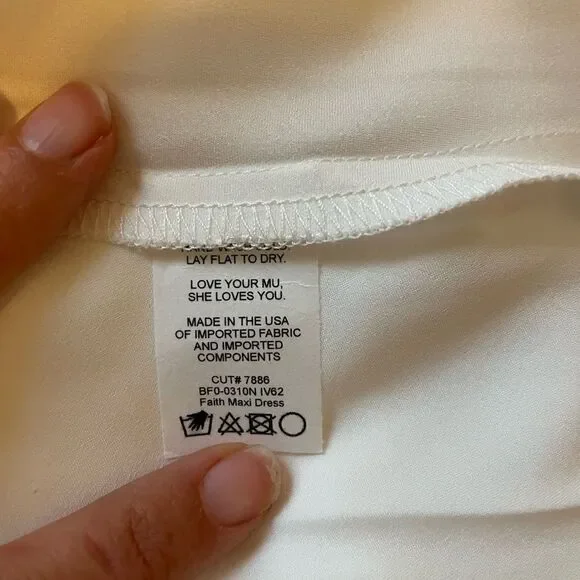 LAY FLAT TO DRY.
LOVE YOUR MU,
SHE LOVES YOU.
MADE IN THE USA
OF IMPORTED FABRIC
AND IMPORTED
COMPONENTS
CUT# 7886
BF0-0310N IV62
Faith Maxi Dress